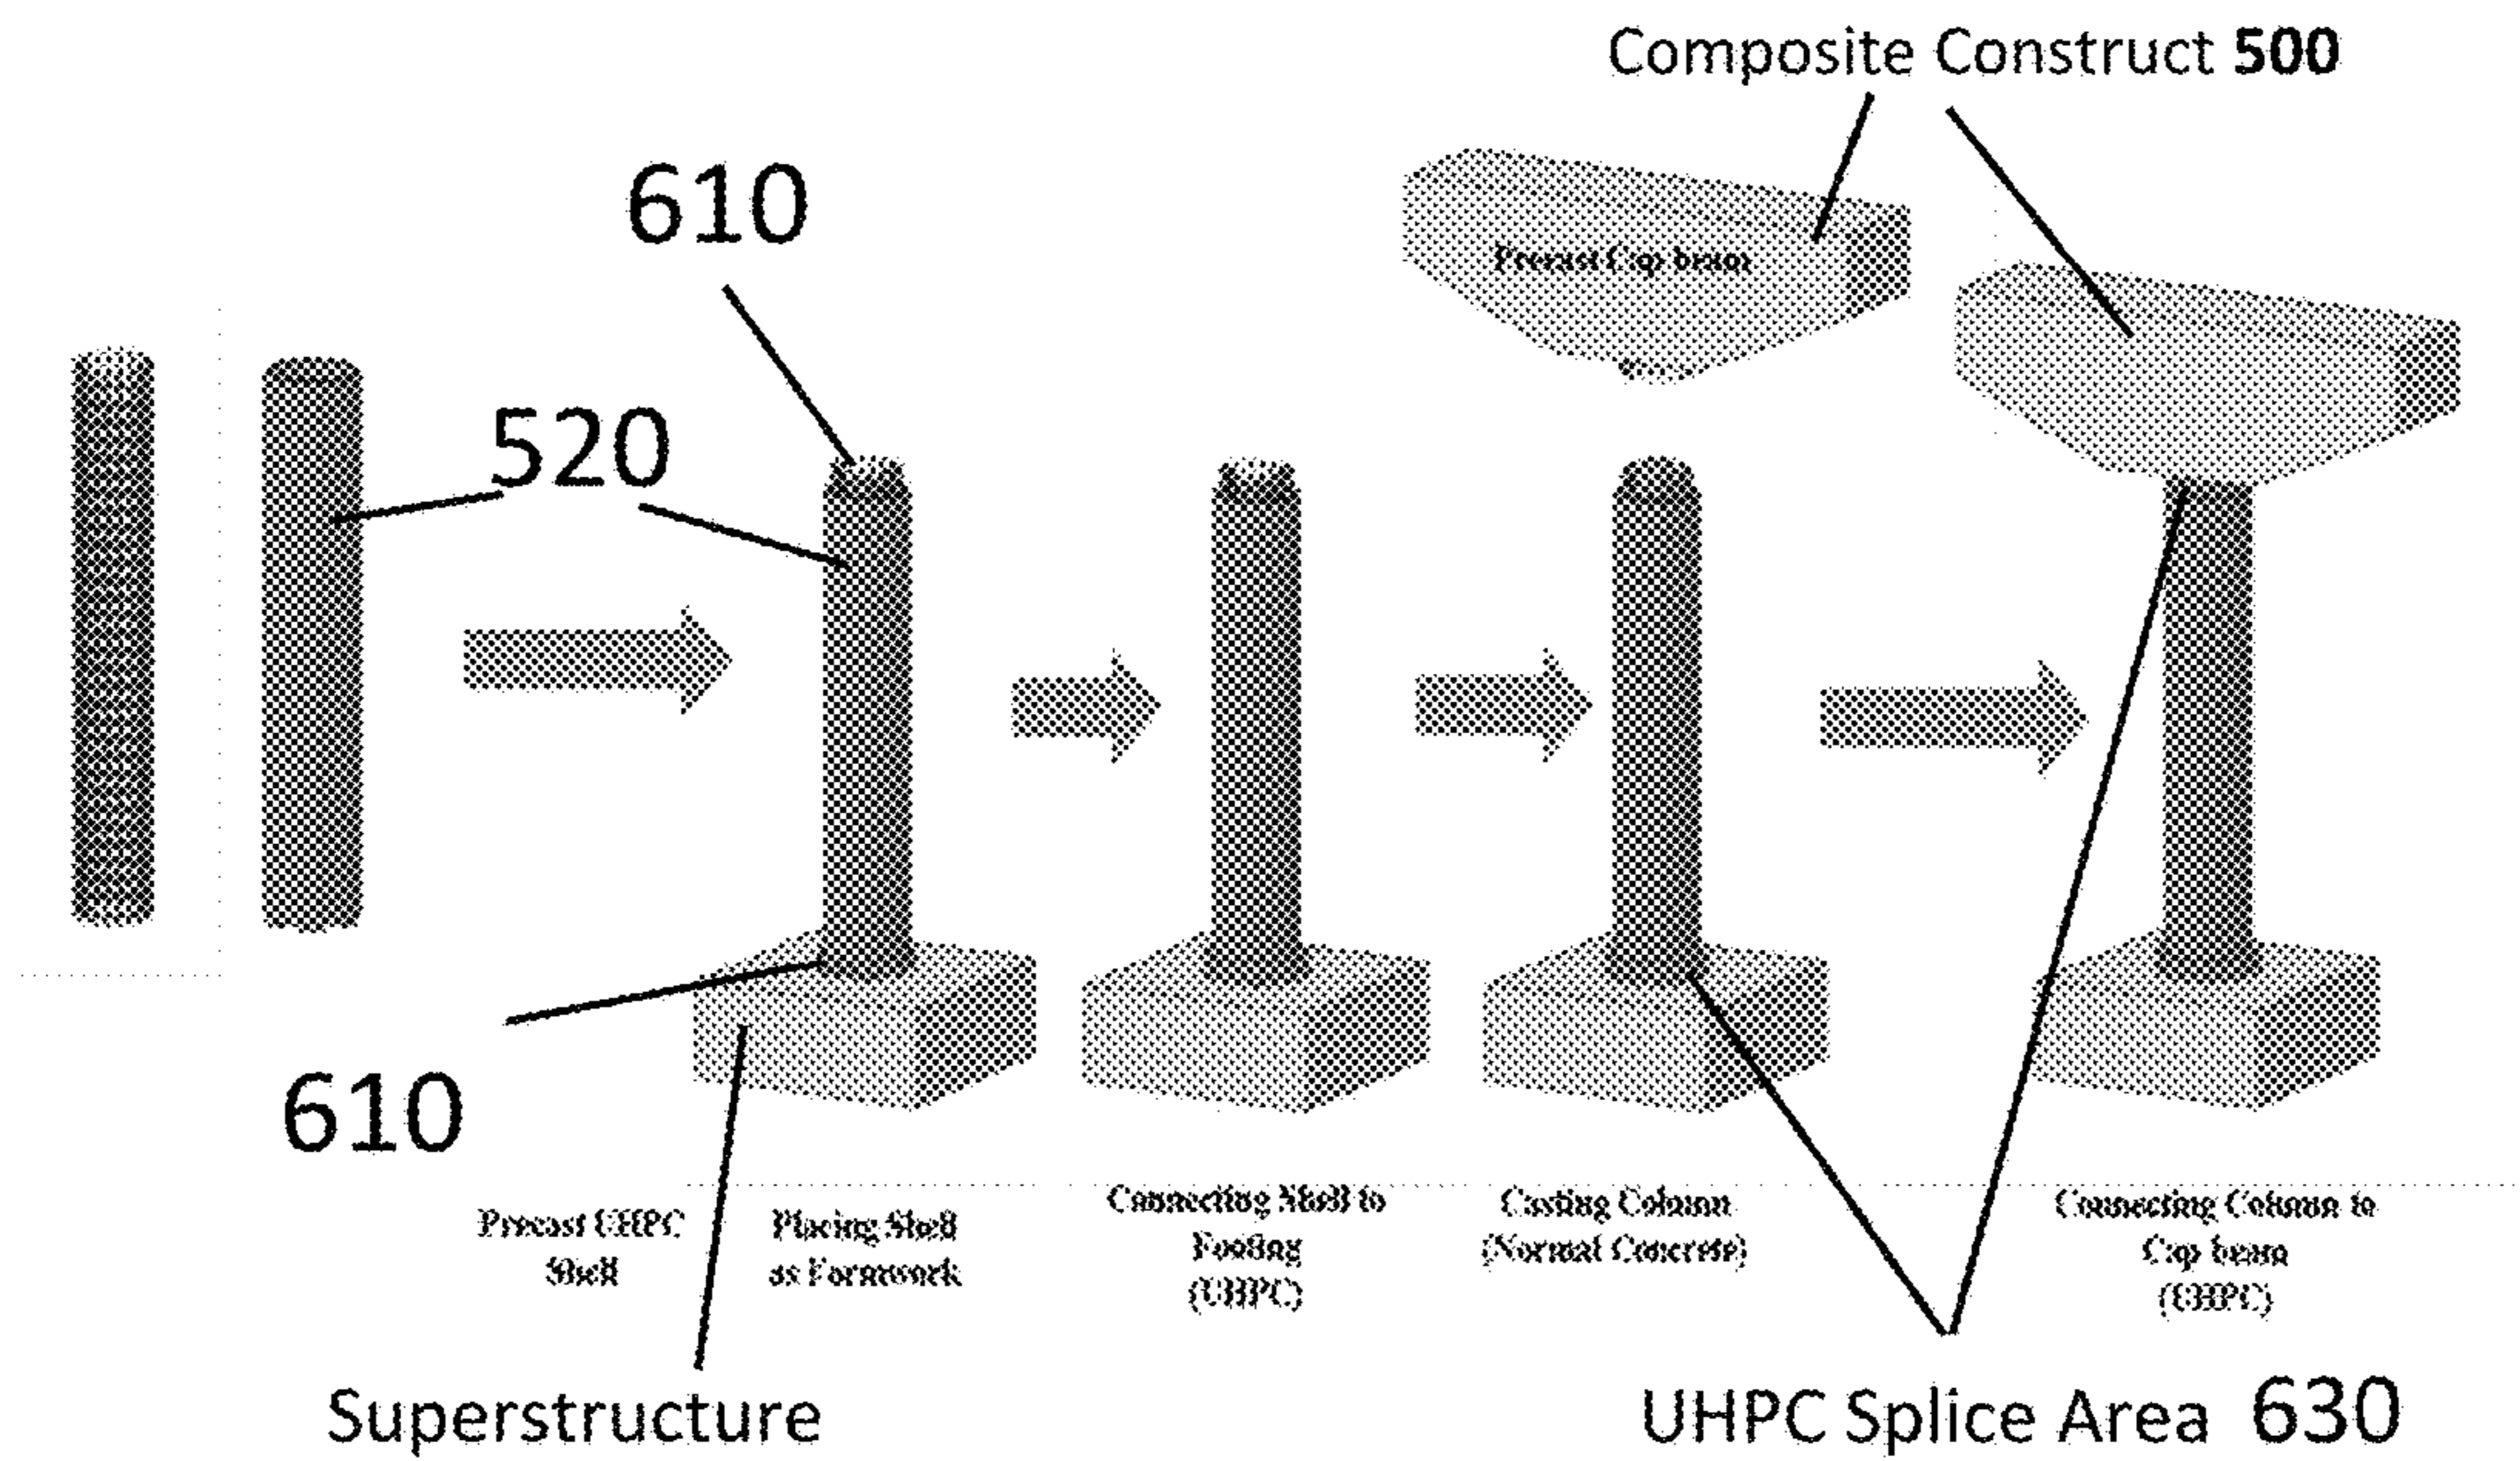 Composite Construct 500
610
Precast Cap beam
520
610
Precast UHPC
Shell
Placing Shell
as Formwork
Connecting Shell to
Footing
(UHPC)
Casting Column
(Normal Concrete)
Connecting Column to
Cap beam
(UHPC)
Superstructure
UHPC Splice Area 630